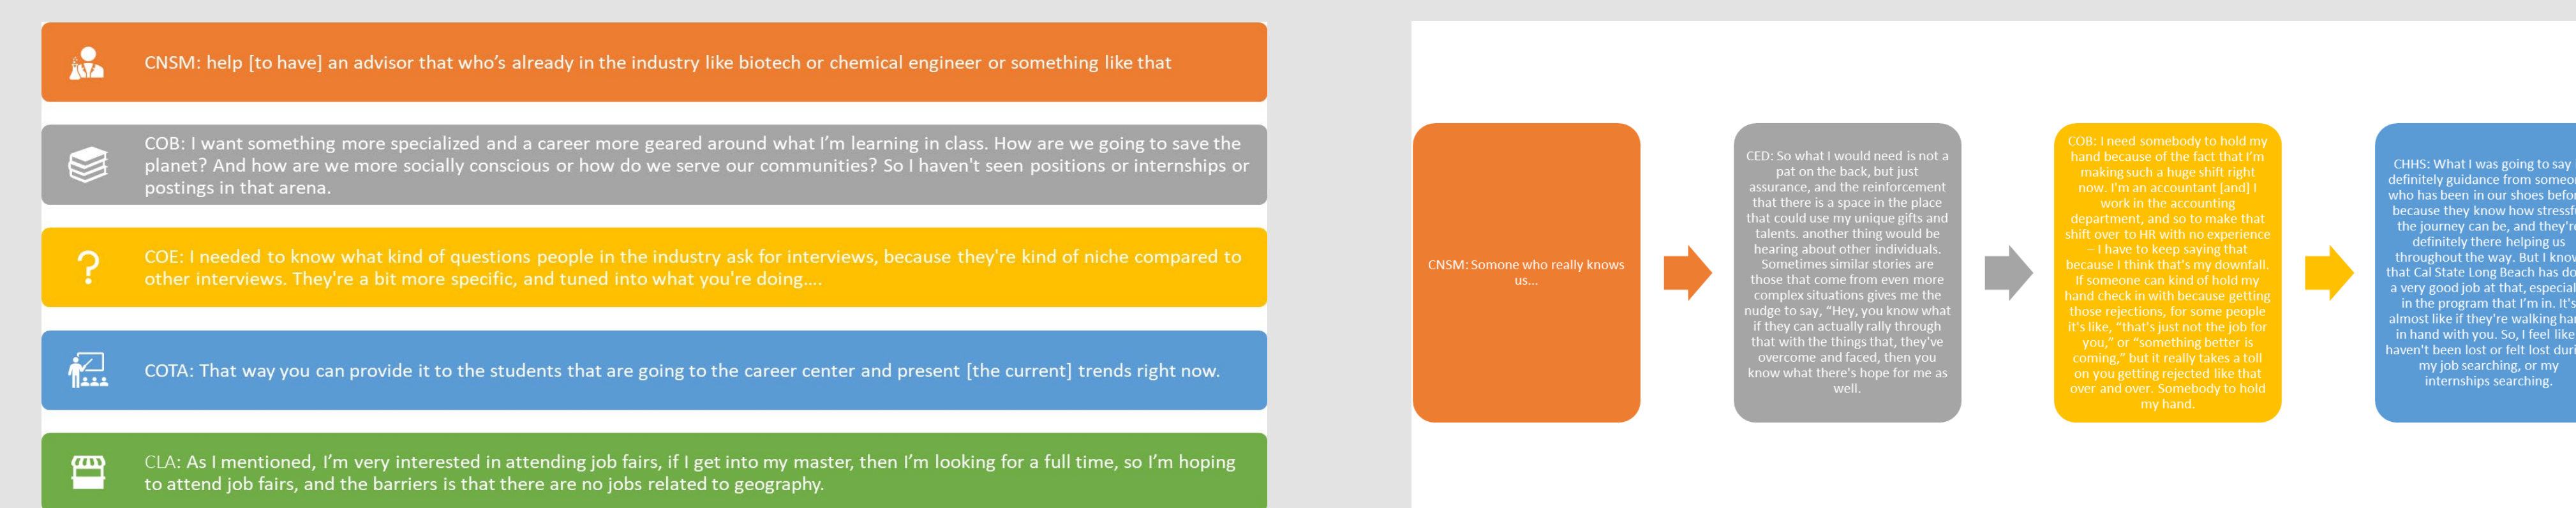 CNSM: help [to have] an advisor that who's already in the industry like biotech or chemical engineer or something like that
COB: I want something more specialized and a career more geared around what I'm learning in class. How are we going to save the
planet? And how are we more socially conscious or how do we serve our communities? So I haven't seen positions or internships or
postings in that arena.
COE: I needed to know what kind of questions people in the industry ask for interviews, because they're kind of niche compared to
other interviews. They're a bit more specific, and tuned into what you're doing....
COTA: That way you can provide it to the students that are going to the career center and present [the current] trends right now.
CLA: As I mentioned, I'm very interested in attending job fairs, if I get into my master, then I'm looking for a full time, so I'm hoping
to attend job fairs, and the barriers is that there are no jobs related to geography.
CNSM: Somone who really knows
us...
CED: So what I would need is not a
pat on the back, but just
assurance, and the reinforcement
that there is a space in the place
that could use my unique gifts and
talents. another thing would be
hearing about other individuals.
Sometimes similar stories are
those that come from even more
complex situations gives me the
nudge to say, "Hey, you know what
if they can actually rally through
that with the things that, they've
overcome and faced, then you
know what there's hope for me as
well.
COB: I need somebody to hold my
hand because of the fact that I'm
making such a huge shift right
now. I'm an accountant [and] I
work in the accounting
department, and so to make that
shift over to HR with no experience
– I have to keep saying that
because I think that's my downfall.
If someone can kind of hold my
hand check in with because getting
those rejections, for some people
it's like, "that's just not the job for
you," or "something better is
coming," but it really takes a toll
on you getting rejected like that
over and over. Somebody to hold
my hand.
CHHS: What I was going to say
definitely guidance from
who has been in our shoes
because they know how
the journey can be, and
definitely there helping us
throughout the way. But I
that Cal State Long Beach has
a very good job at that,
in the program that I'm in. It's
almost like if they're walking
in hand with you. So, I feel like
haven't been lost or felt lost
my job searching, or my
internships searching.